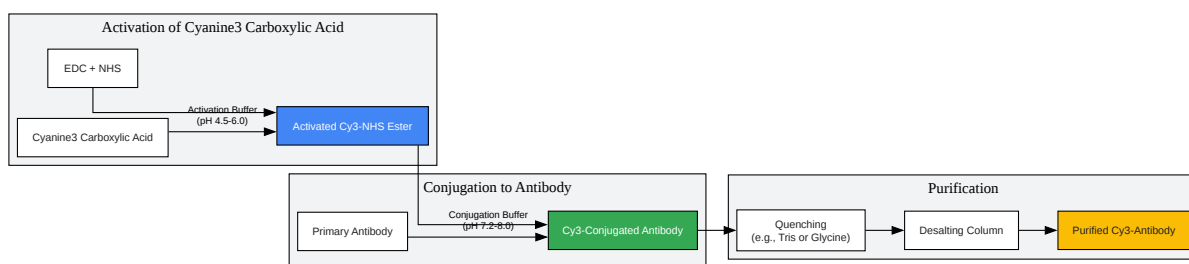 Activation of Cyanine3 Carboxylic Acid
EDC + NHS
Activation Buffer
(pH 4.5-6.0)
Cyanine3 Carboxylic Acid
Activated Cy3-NHS Ester
Conjugation to Antibody
Primary Antibody
Conjugation Buffer
(pH 7.2-8.0)
Cy3-Conjugated Antibody
Purification
Quenching
(e.g., Tris or Glycine)
Desalting Column
Purified Cy3-Antibody